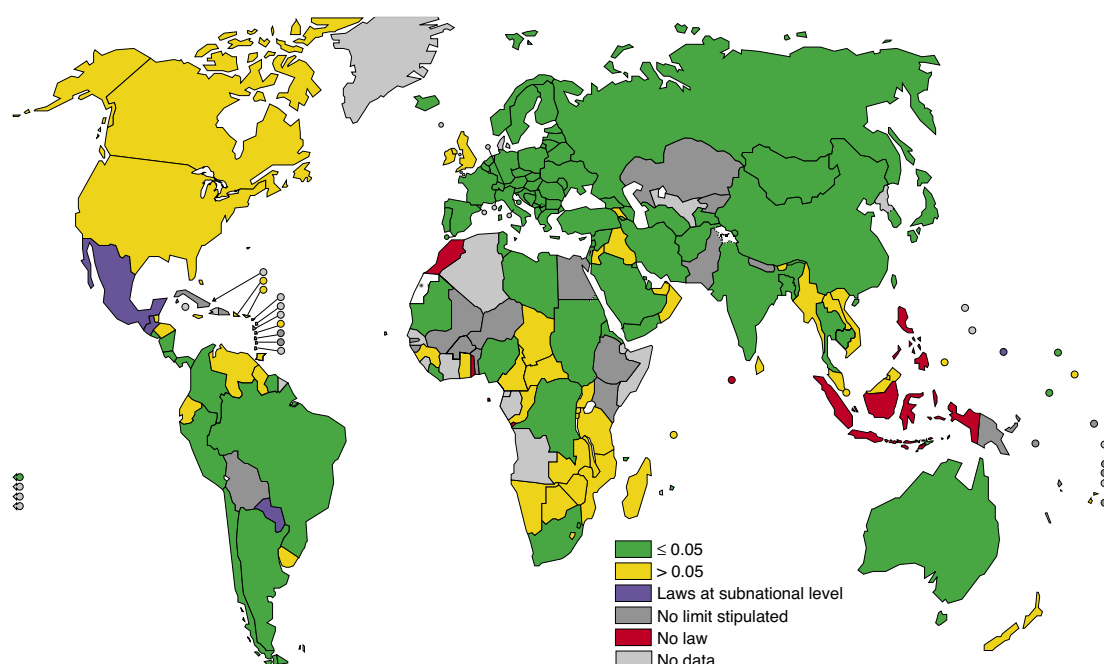 ≤ 0.05
> 0.05
Laws at subnational level
No limit stipulated
No law
No data